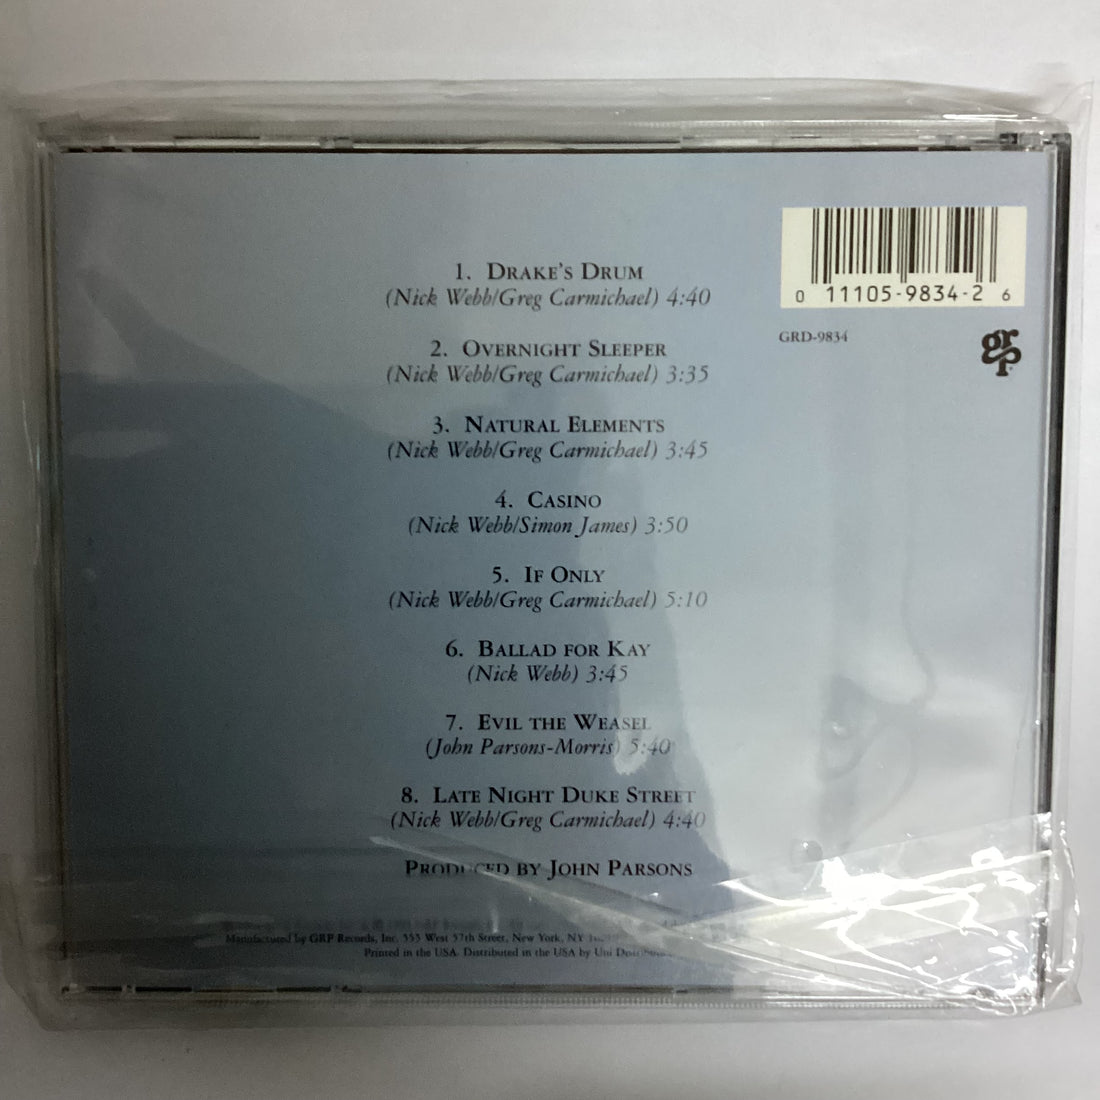 1. DRAKE'S DRUM
(Nick Webb/Greg Carmichael) 4:40
2. OVERNIGHT SLEEPER
(Nick Webb/Greg Carmichael) 3:35
3. NATURAL ELEMENTS
(Nick Webb/Greg Carmichael) 3:45
4. CASINO
(Nick Webb/Simon James) 3:50
5. IF ONLY
(Nick Webb/Greg Carmichael) 5:10
6. BALLAD FOR KAY
(Nick Webb) 3:45
7. EVIL THE WEASEL
(John Parsons-Morris) 5:40
8. LATE NIGHT DUKE STREET
(Nick Webb/Greg Carmichael) 4:40
PRODUCED BY JOHN PARSONS
0 11105-9834-2 6
GRD-9834
grp
Manufactured by GRP Records, Inc. 555 West 57th Street, New York, NY
Printed in the USA. Distributed in the USA by Uni